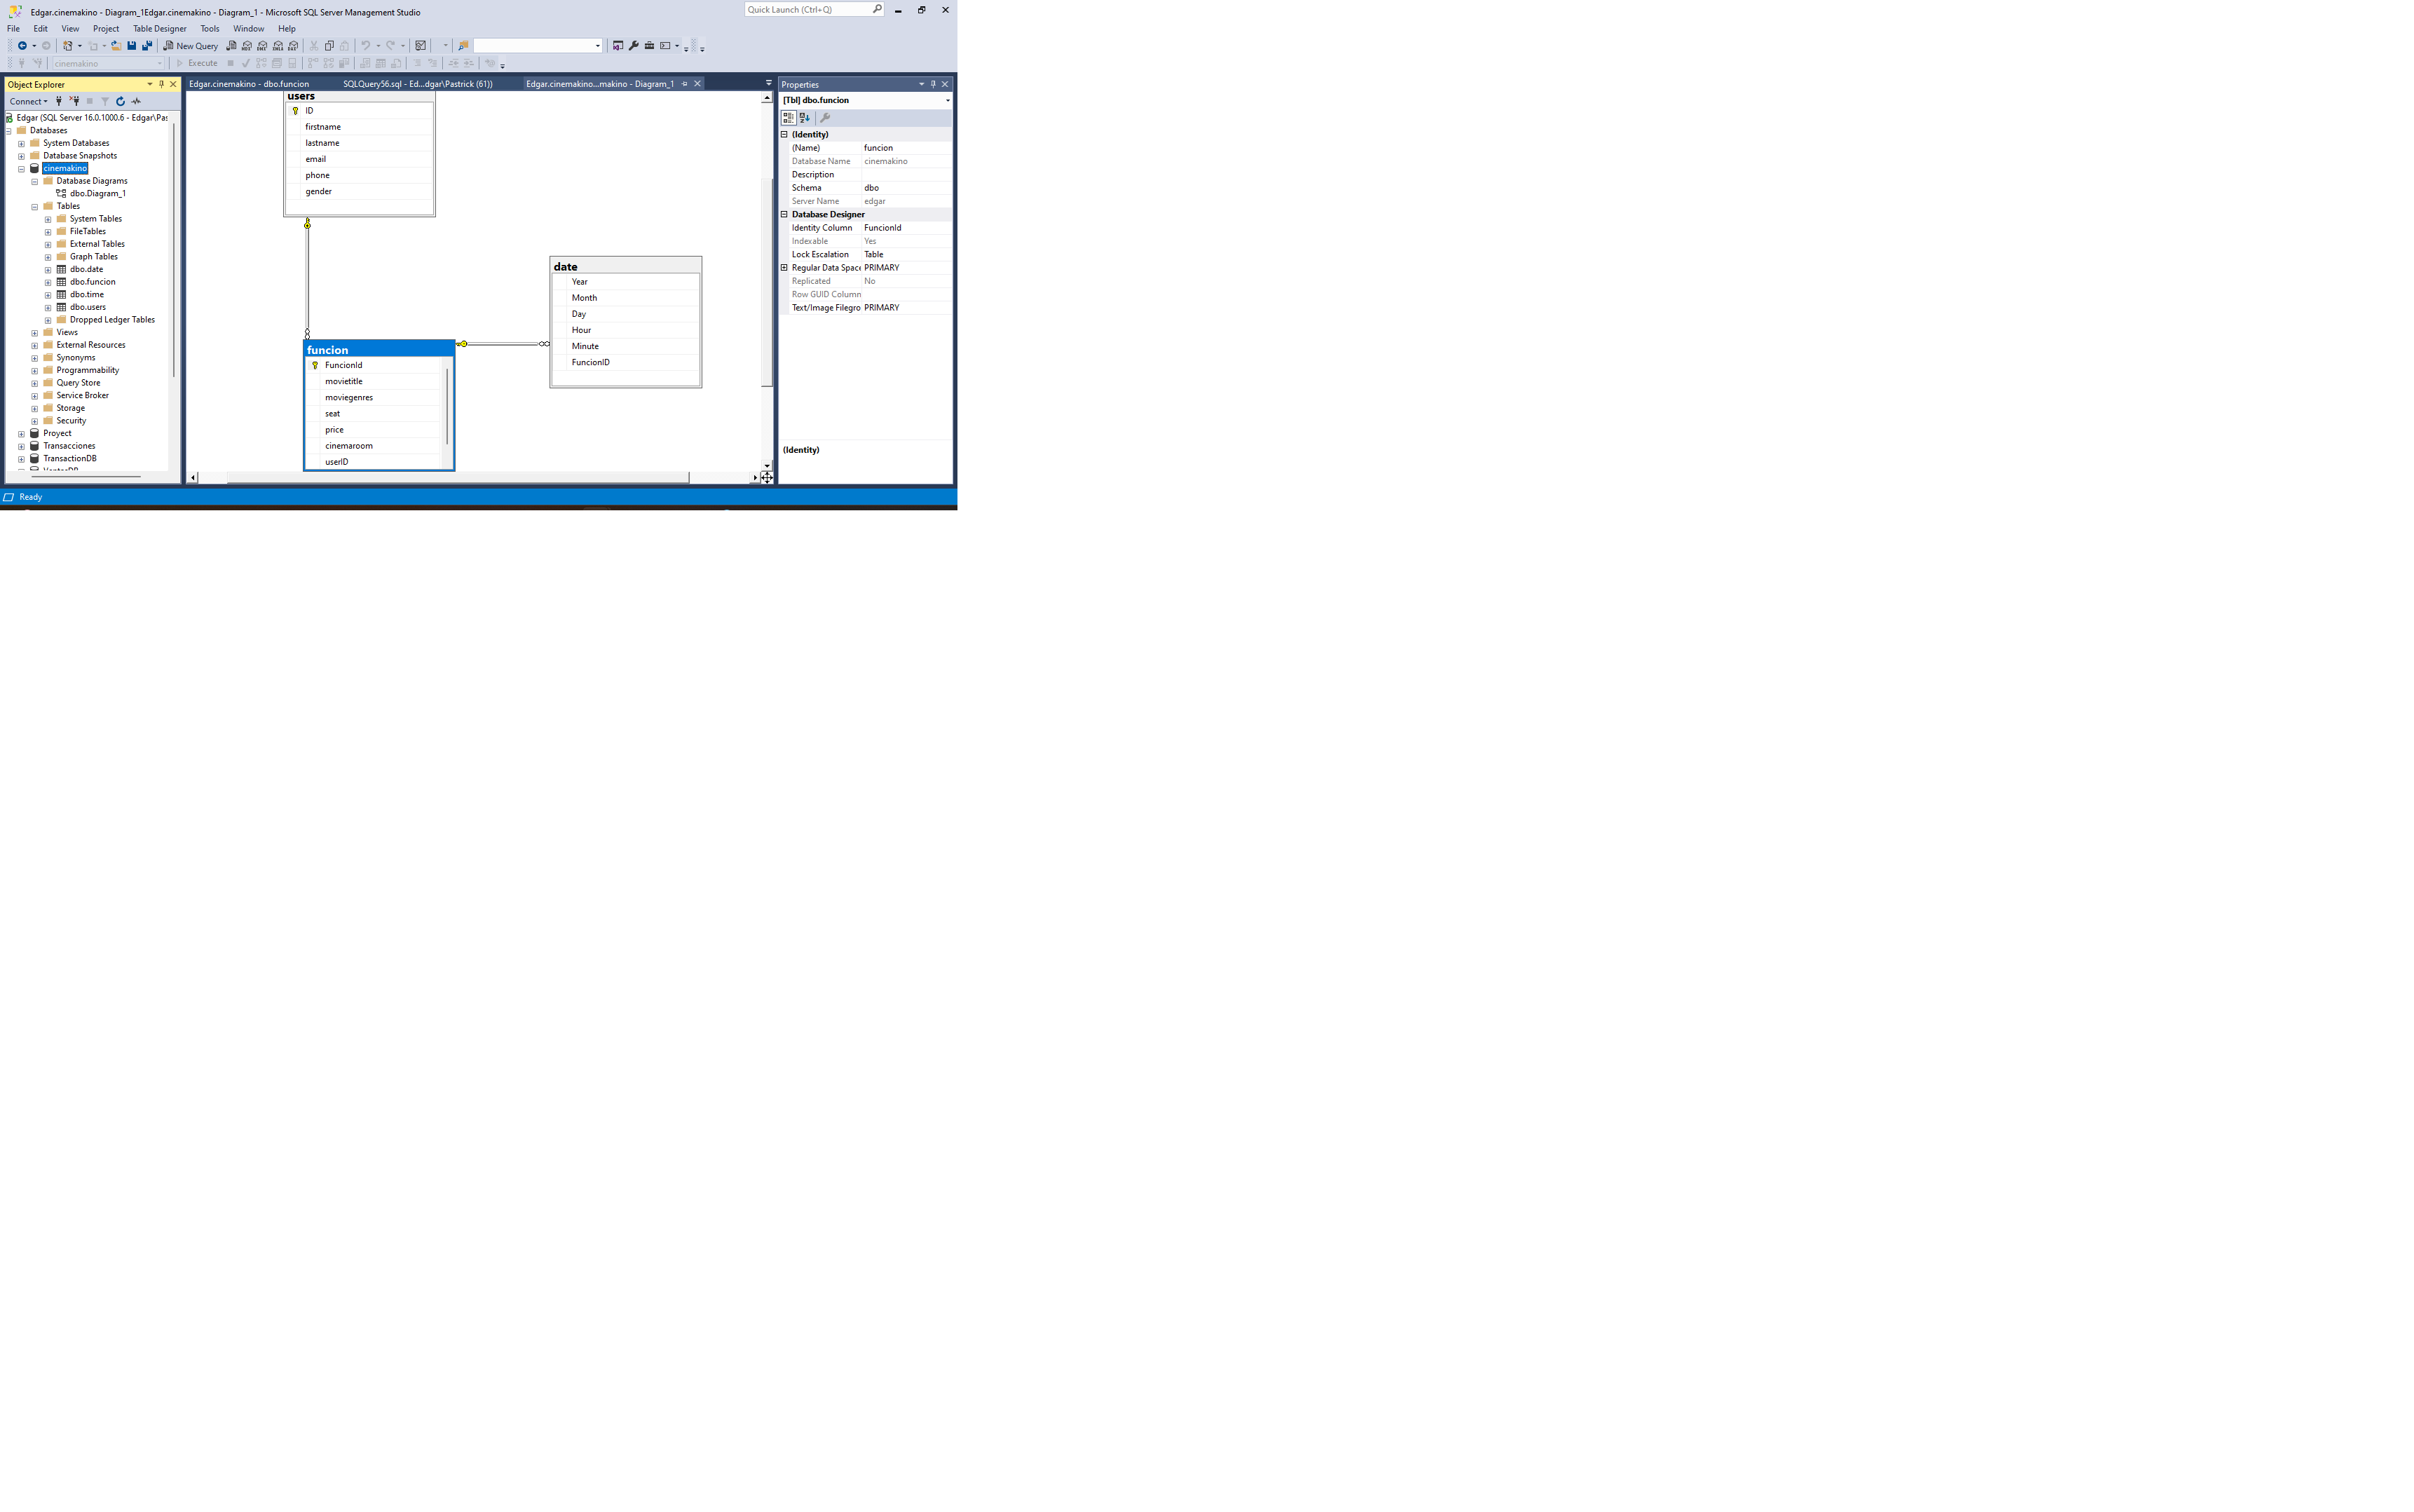 Edgar.cinemakino - Diagram_1Edgar.cinemakino - Diagram_1 - Microsoft SQL Server Management Studio
Quick Launch (Ctrl+Q)
File Edit View Project Table Designer Tools Window Help
New Query
cinemakino Execute
Object Explorer
Connect
Edgar (SQL Server 16.0.1000.6 - Edgar\Pas
Databases
System Databases
Database Snapshots
cinemakino
Database Diagrams
dbo.Diagram_1
Tables
System Tables
FileTables
External Tables
Graph Tables
dbo.date
dbo.funcion
dbo.time
dbo.users
Dropped Ledger Tables
Views
External Resources
Synonyms
Programmability
Query Store
Service Broker
Storage
Security
Proyect
Transacciones
TransactionDB
Edgar.cinemakino - dbo.funcion
SQLQuery56.sql - Ed...dgar\Pastrick (61))
Edgar.cinemakino...makino - Diagram_1
users
ID
firstname
lastname
email
phone
gender
date
Year
Month
Day
Hour
Minute
FuncionID
funcion
FuncionId
movietitle
moviegenres
seat
price
cinemaroom
userID
Properties
[Tbl] dbo.funcion
(Identity)
(Name) funcion
Database Name cinemakino
Description
Schema dbo
Server Name edgar
Database Designer
Identity Column FuncionId
Indexable Yes
Lock Escalation Table
Regular Data Space PRIMARY
Replicated No
Row GUID Column
Text/Image Filegro PRIMARY
(Identity)
Ready